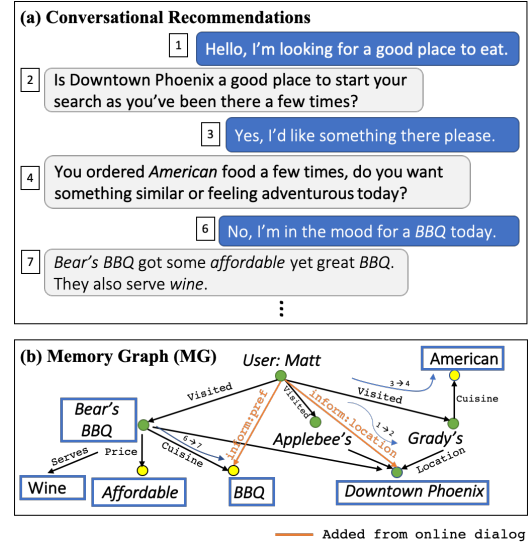 (a) Conversational Recommendations
1
Hello, I'm looking for a good place to eat.
2
Is Downtown Phoenix a good place to start your
search as you've been there a few times?
3
Yes, I'd like something there please.
4
You ordered American food a few times, do you want
something similar or feeling adventurous today?
6
No, I'm in the mood for a BBQ today.
7
Bear's BBQ got some affordable yet great BBQ.
They also serve wine.
⋮
(b) Memory Graph (MG)
User: Matt
American
3→4
Visited
Visited
Visited
Cuisine
Bear's
BBQ
inform:pref
inform:location
1→2
Applebee's
Grady's
6→7
Serves
Price
Cuisine
Location
Wine
Affordable
BBQ
Downtown Phoenix
Added from online dialog